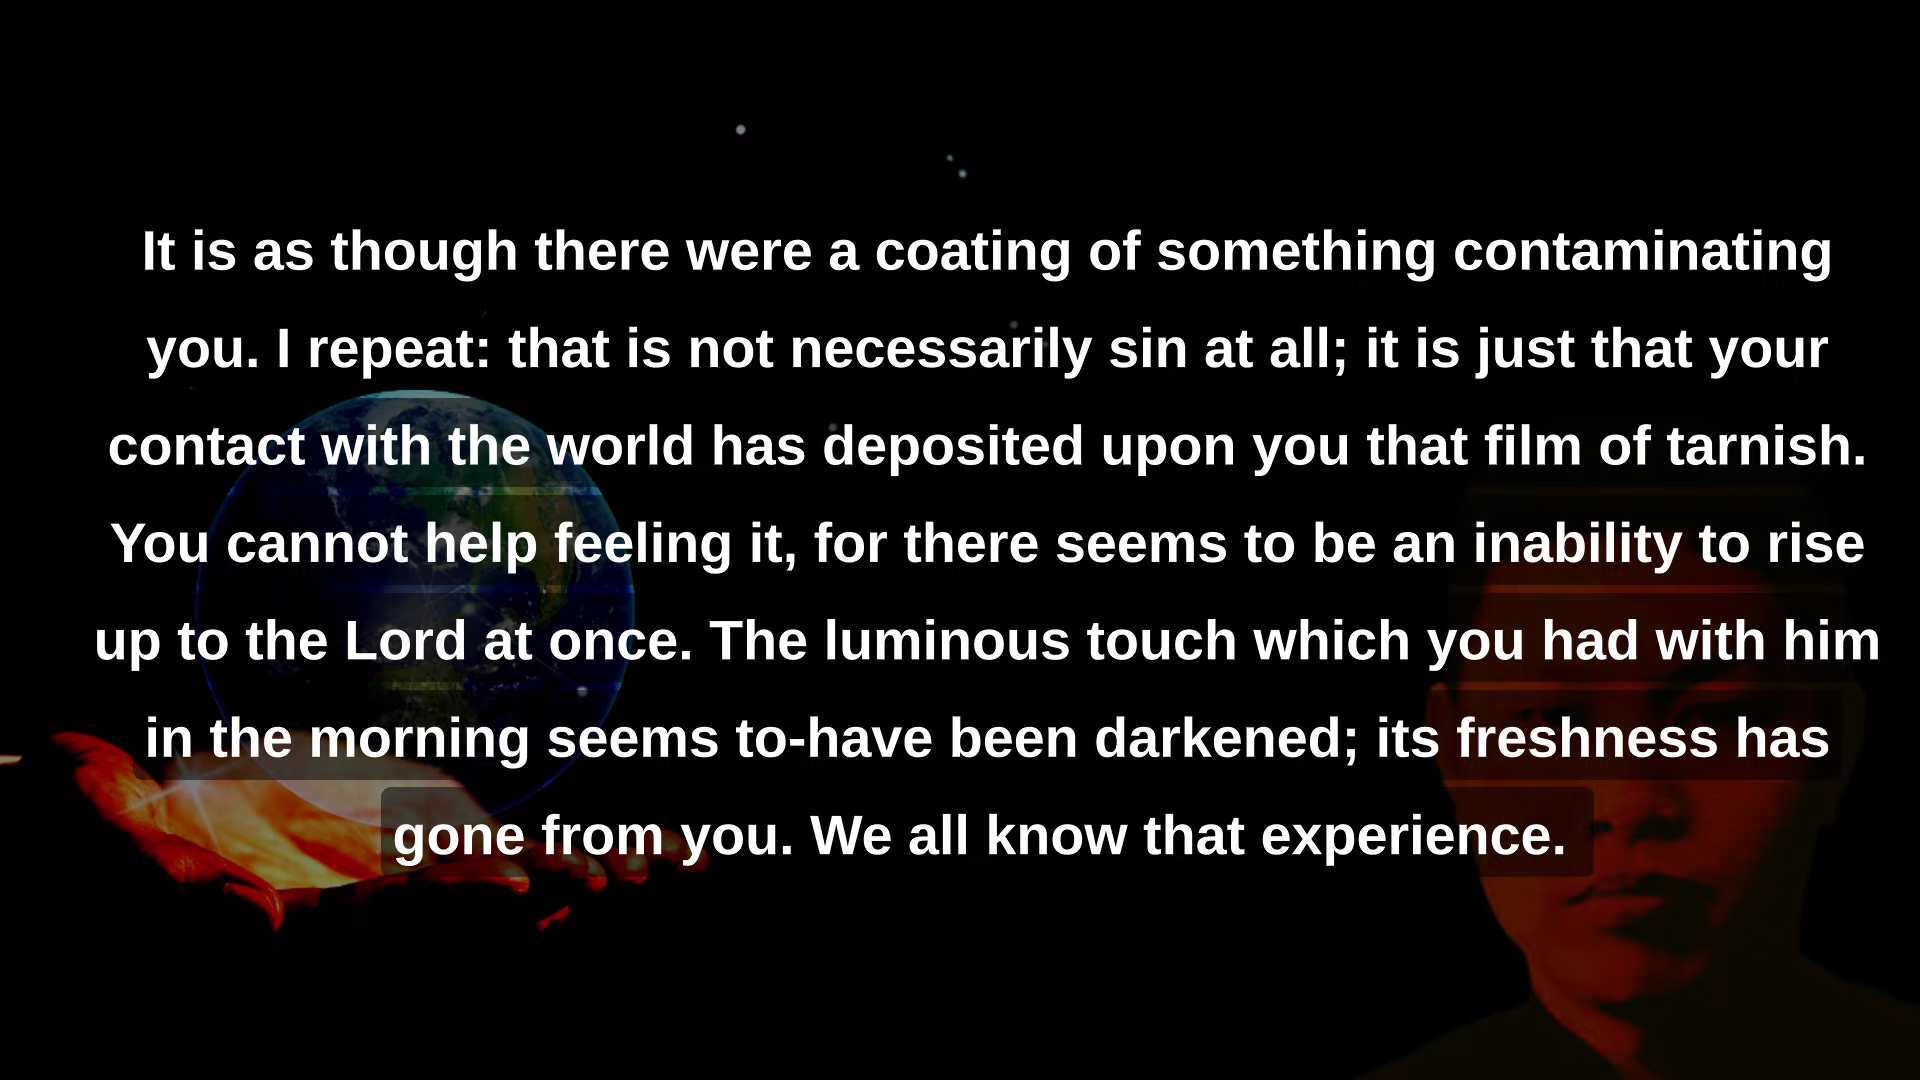 It is as though there were a coating of something contaminating
you. I repeat: that is not necessarily sin at all; it is just that your
contact with the world has deposited upon you that film of tarnish.
You cannot help feeling it, for there seems to be an inability to rise
up to the Lord at once. The luminous touch which you had with him
in the morning seems to-have been darkened; its freshness has
gone from you. We all know that experience.